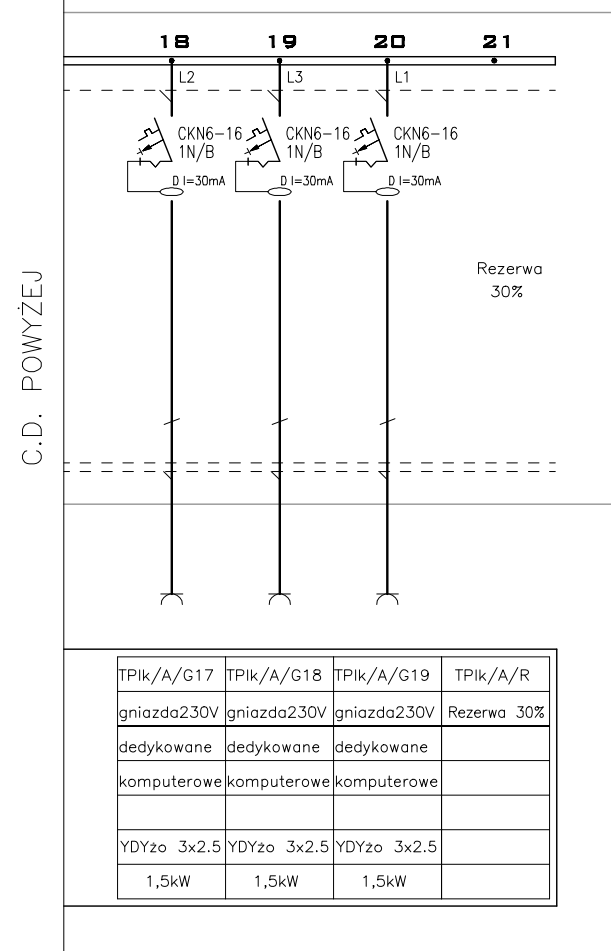 18 19 20 21
L2 L3 L1
CKN6-16 CKN6-16 CKN6-16
1N/B 1N/B 1N/B
D I=30mA D I=30mA D I=30mA
Rezerwa
30%
C.D. POWYŻEJ
TPIk/A/G17 TPIk/A/G18 TPIk/A/G19 TPIk/A/R
gniazda230V gniazda230V gniazda230V Rezerwa 30%
dedykowane dedykowane dedykowane
komputerowe komputerowe komputerowe
YDYżo 3x2.5 YDYżo 3x2.5 YDYżo 3x2.5
1,5kW 1,5kW 1,5kW